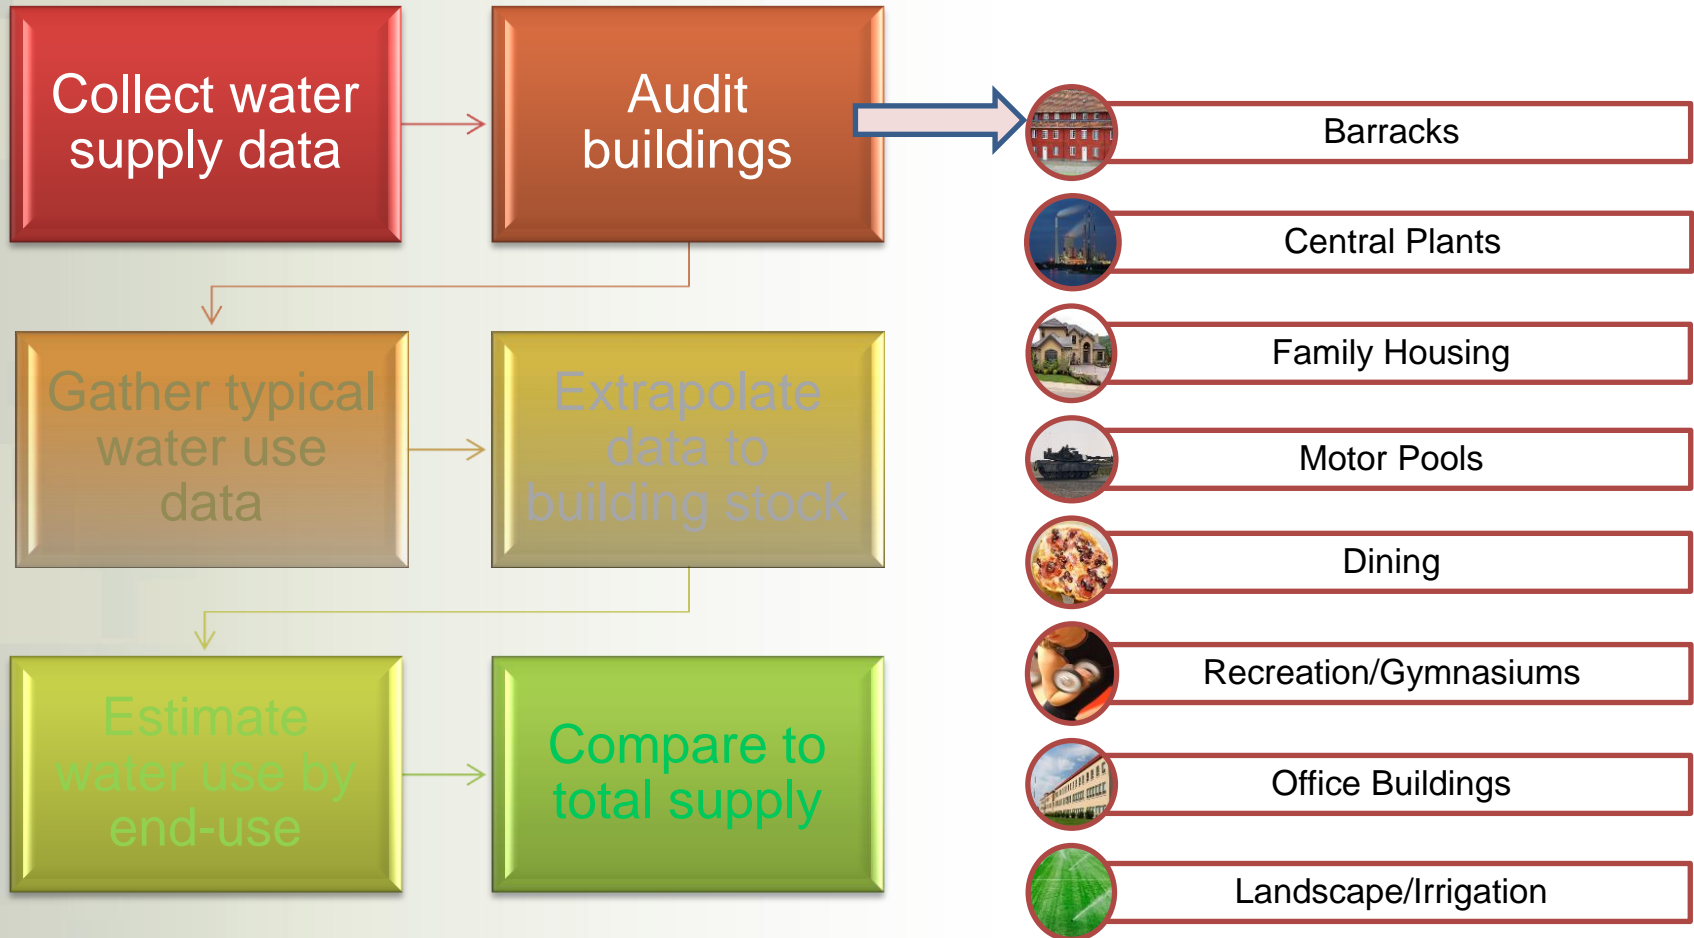 Collect water
supply data
Audit
buildings
Gather typical
water use
data
Extrapolate
data to
building stock
Estimate
water use by
end-use
Compare to
total supply
Barracks
Central Plants
Family Housing
Motor Pools
Dining
Recreation/Gymnasiums
Office Buildings
Landscape/Irrigation